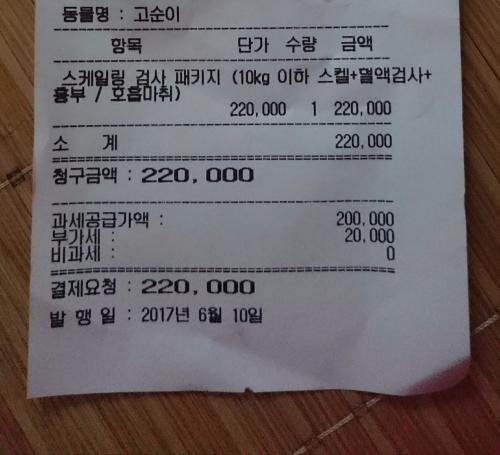 동물명 : 고순이
항목 단가 수량 금액
스케일링 검사 패키지 (10kg 이하 스켈+혈액검사+
흉부 / 호흡마취)
220,000 1 220,000
소 계 220,000
청구금액 : 220,000
과세공급가액 : 200,000
부가세 : 20,000
비과세 : 0
결제요청 : 220,000
발 행 일 : 2017년 6월 10일